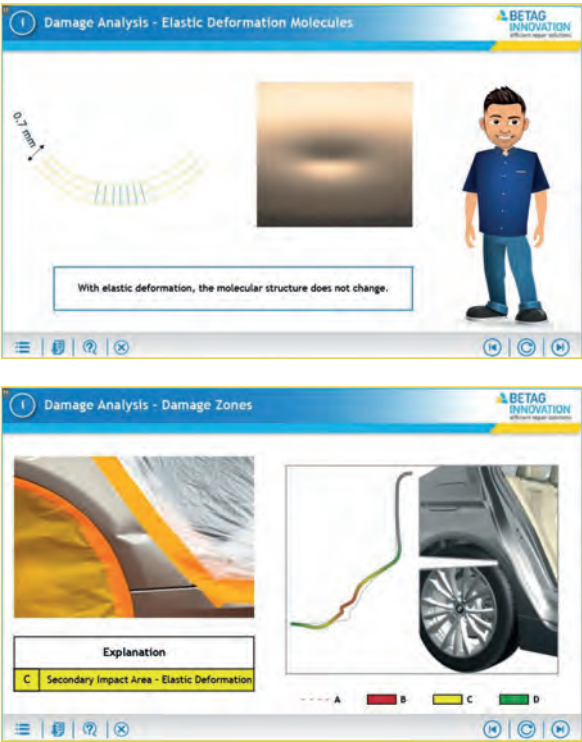 Damage Analysis - Elastic Deformation Molecules
BETAG
INNOVATION
efficient repair solutions
0.7 mm
With elastic deformation, the molecular structure does not change.
Damage Analysis - Damage Zones
BETAG
INNOVATION
efficient repair solutions
Explanation
C Secondary Impact Area - Elastic Deformation
A B C D